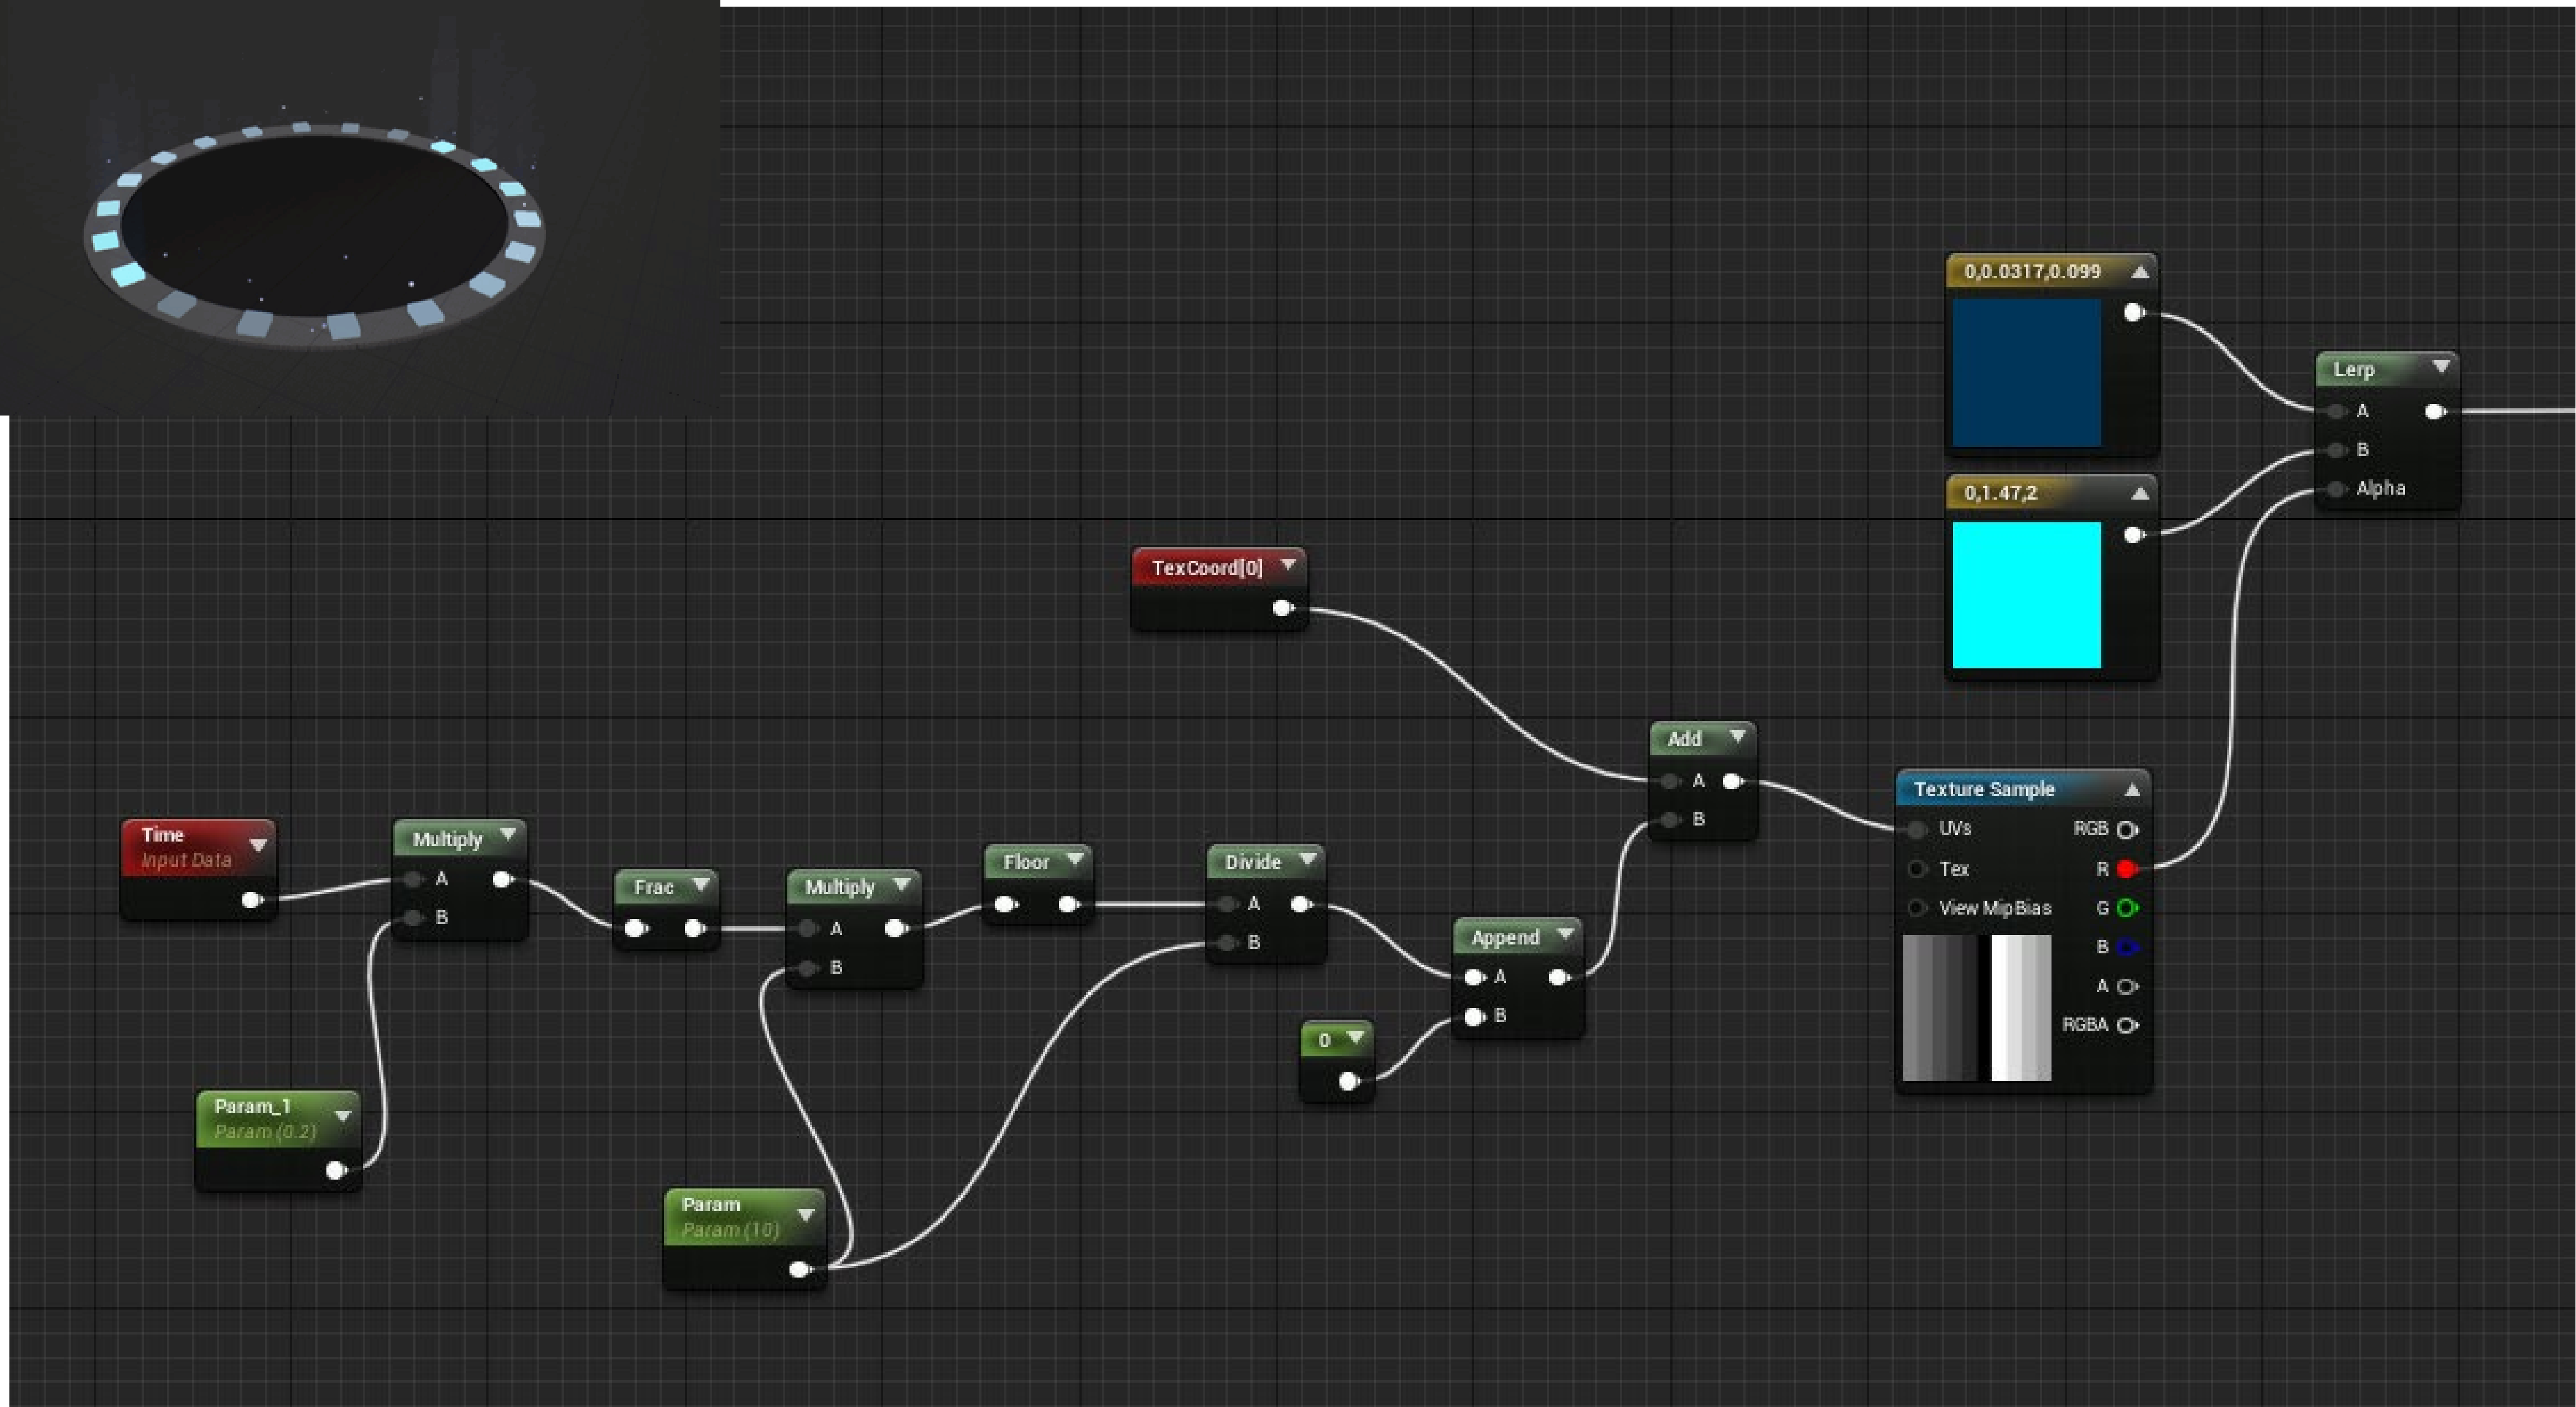 0,0.0317,0.099
Lerp
A
B
Alpha
0,1.47,2
TexCoord[0]
Add
A
B
Texture Sample
UVs
RGB
Tex
R
View MipBias
G
B
A
RGBA
Time
Input Data
Multiply
A
B
Frac
Multiply
A
B
Floor
Divide
A
B
Append
A
B
0
Param_1
Param (0.2)
Param
Param (10)